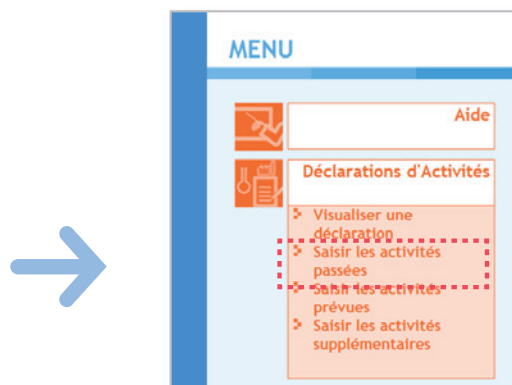 MENU
Aide
Déclarations d'Activités
Visualiser une
déclaration
Saisir les activités
passées
Saisir les activités
prévues
Saisir les activités
supplémentaires